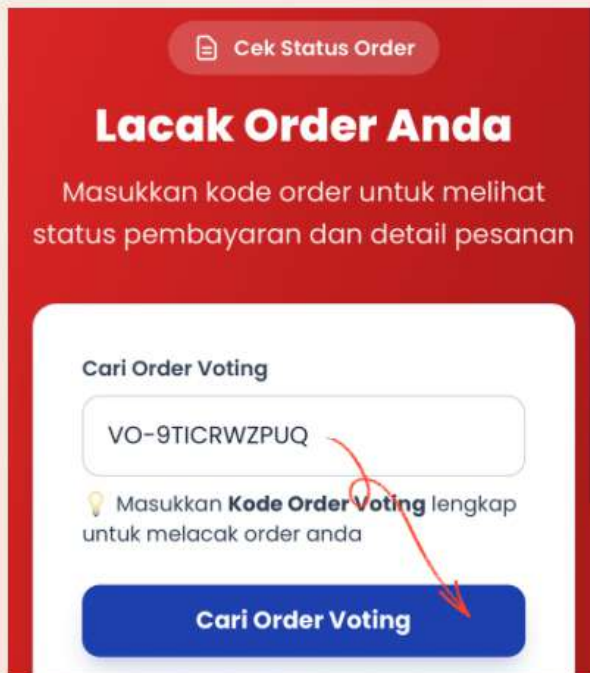 Cek Status Order
Lacak Order Anda
Masukkan kode order untuk melihat
status pembayaran dan detail pesanan
Cari Order Voting
VO-9TICRWZPUQ
💡 Masukkan Kode Order Voting lengkap
untuk melacak order anda
Cari Order Voting